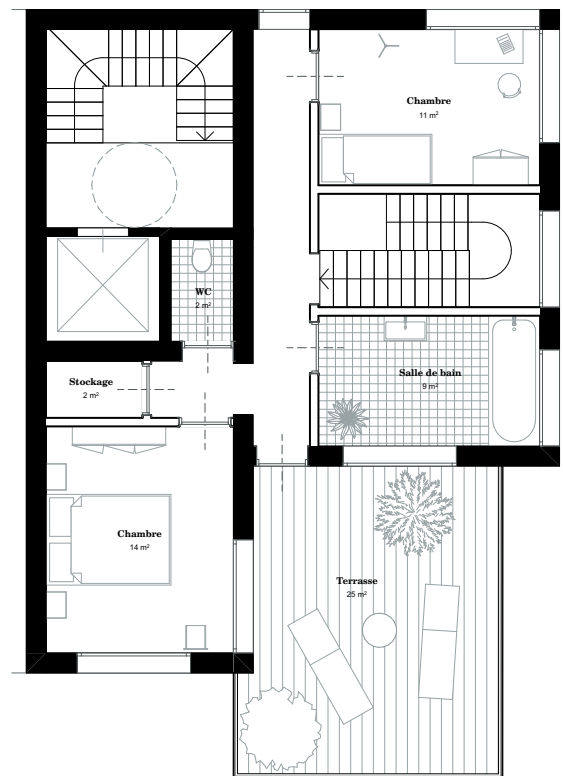 Chambre
11 m²
WC
2 m²
Stockage
2 m²
Salle de bain
9 m²
Chambre
14 m²
Terrasse
25 m²